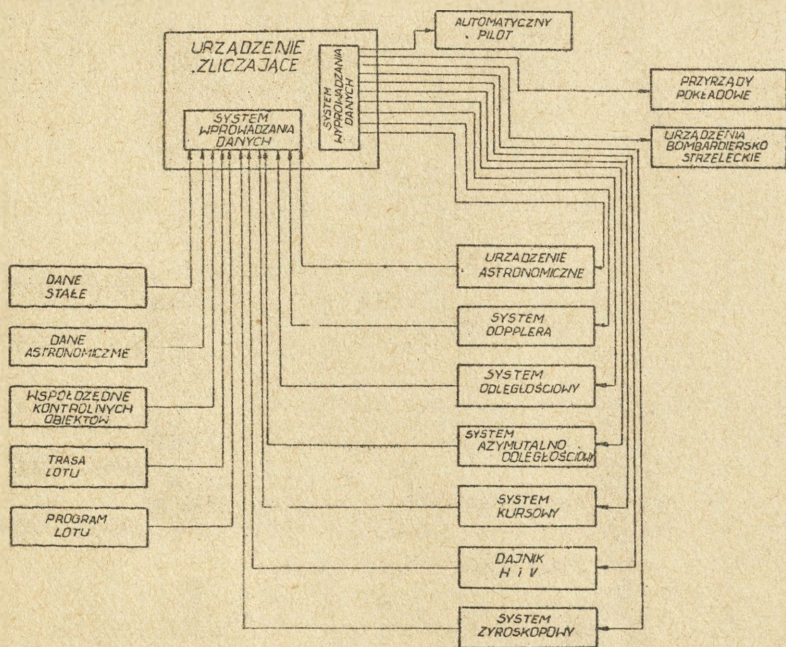 AUTOMATYCZNY
PILOT
URZĄDZENIE
ZLICZAJĄCE
SYSTEM
WYPROWADZANIA
DANYCH
SYSTEM
WPROWADZANIA
DANYCH
PRZYRZĄDY
POKŁADOWE
URZĄDZENIA
BOMBARDIERSKO
STRZELECKIE
URZĄDZENIE
ASTRONOMICZNE
DANE
STAŁE
SYSTEM
DOPPLERA
DANE
ASTRONOMICZME
SYSTEM
ODLEGŁOŚCIOWY
WSPÓŁRZĘDNE
KONTROLNYCH
OBIEKTÓW
SYSTEM
AZYMUTALNO
ODLEGŁOŚCIOWY
TRASA
LOTU
SYSTEM
KURSOWY
PROGRAM
LOTU
DAJNIK
H i V
SYSTEM
ŻYROSKOPOWY